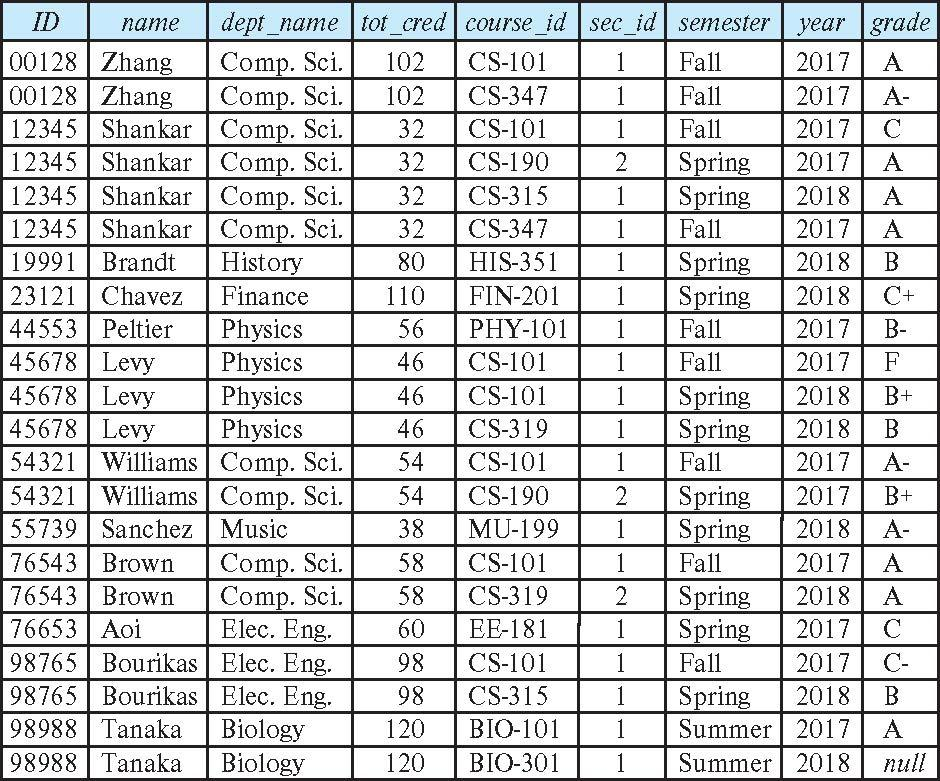 ID name dept_name tot_cred course_id sec_id semester year grade
00128 Zhang Comp. Sci. 102 CS-101 1 Fall 2017 A
00128 Zhang Comp. Sci. 102 CS-347 1 Fall 2017 A-
12345 Shankar Comp. Sci. 32 CS-101 1 Fall 2017 C
12345 Shankar Comp. Sci. 32 CS-190 2 Spring 2017 A
12345 Shankar Comp. Sci. 32 CS-315 1 Spring 2018 A
12345 Shankar Comp. Sci. 32 CS-347 1 Fall 2017 A
19991 Brandt History 80 HIS-351 1 Spring 2018 B
23121 Chavez Finance 110 FIN-201 1 Spring 2018 C+
44553 Peltier Physics 56 PHY-101 1 Fall 2017 B-
45678 Levy Physics 46 CS-101 1 Fall 2017 F
45678 Levy Physics 46 CS-101 1 Spring 2018 B+
45678 Levy Physics 46 CS-319 1 Spring 2018 B
54321 Williams Comp. Sci. 54 CS-101 1 Fall 2017 A-
54321 Williams Comp. Sci. 54 CS-190 2 Spring 2017 B+
55739 Sanchez Music 38 MU-199 1 Spring 2018 A-
76543 Brown Comp. Sci. 58 CS-101 1 Fall 2017 A
76543 Brown Comp. Sci. 58 CS-319 2 Spring 2018 A
76653 Aoi Elec. Eng. 60 EE-181 1 Spring 2017 C
98765 Bourikas Elec. Eng. 98 CS-101 1 Fall 2017 C-
98765 Bourikas Elec. Eng. 98 CS-315 1 Spring 2018 B
98988 Tanaka Biology 120 BIO-101 1 Summer 2017 A
98988 Tanaka Biology 120 BIO-301 1 Summer 2018 null